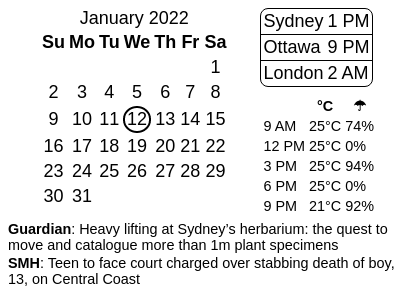 January 2022
Su Mo Tu We Th Fr Sa
1
2 3 4 5 6 7 8
9 10 11 12 13 14 15
16 17 18 19 20 21 22
23 24 25 26 27 28 29
30 31
Sydney 1 PM
Ottawa 9 PM
London 2 AM
°C ☂
9 AM 25°C 74%
12 PM 25°C 0%
3 PM 25°C 94%
6 PM 25°C 0%
9 PM 21°C 92%
Guardian: Heavy lifting at Sydney’s herbarium: the quest to
move and catalogue more than 1m plant specimens
SMH: Teen to face court charged over stabbing death of boy,
13, on Central Coast